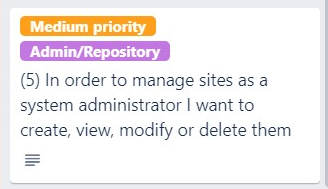 Medium priority
Admin/Repository
(5) In order to manage sites as a
system administrator I want to
create, view, modify or delete them